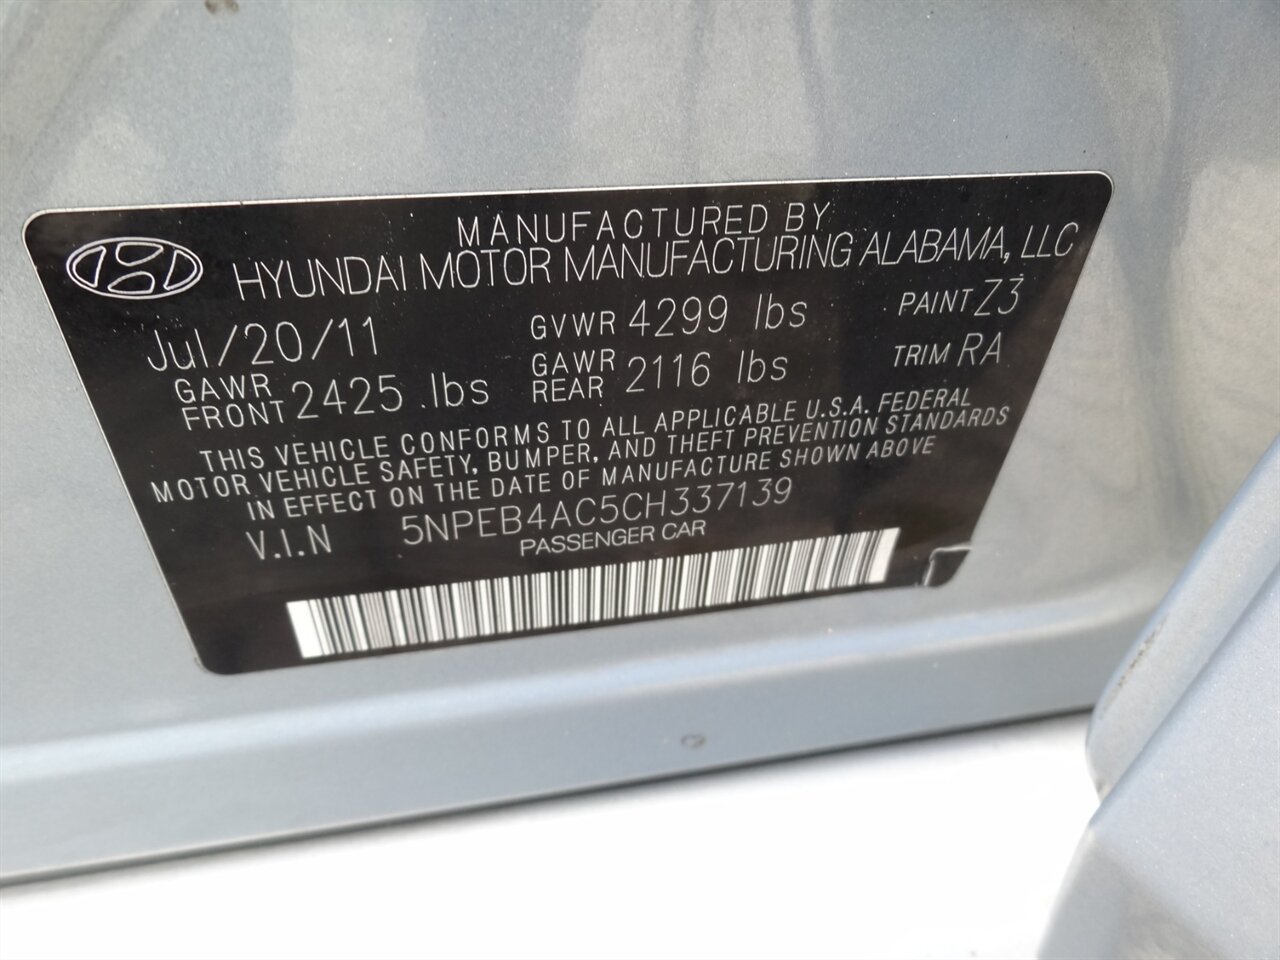 MANUFACTURED BY
HYUNDAI MOTOR MANUFACTURING ALABAMA, LLC
Jul/20/11 GVWR 4299 lbs PAINT Z3
GAWR FRONT 2425 lbs GAWR REAR 2116 lbs TRIM RA
THIS VEHICLE CONFORMS TO ALL APPLICABLE U.S.A. FEDERAL
MOTOR VEHICLE SAFETY, BUMPER, AND THEFT PREVENTION STANDARDS
IN EFFECT ON THE DATE OF MANUFACTURE SHOWN ABOVE
V.I.N 5NPEB4AC5CH337139
PASSENGER CAR